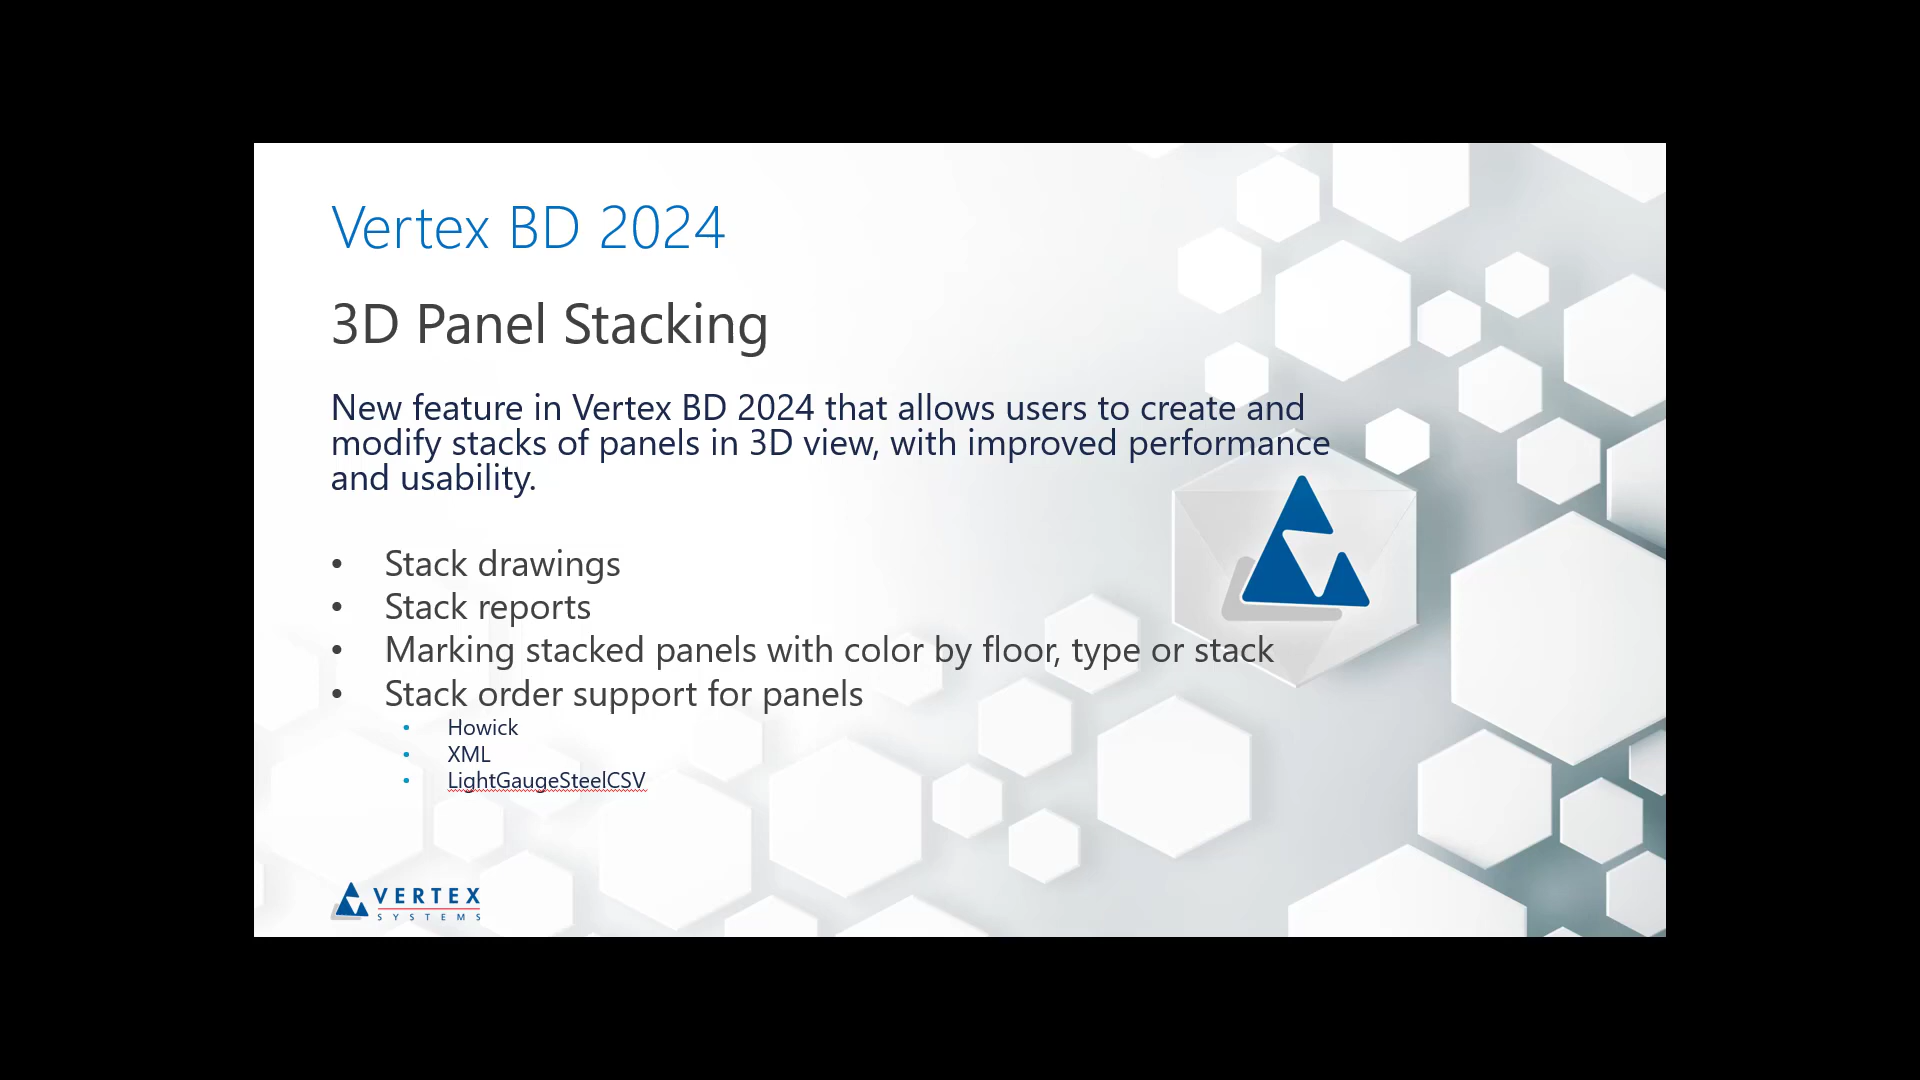 Vertex BD 2024
3D Panel Stacking
New feature in Vertex BD 2024 that allows users to create and
modify stacks of panels in 3D view, with improved performance
and usability.
• Stack drawings
• Stack reports
• Marking stacked panels with color by floor, type or stack
• Stack order support for panels
• Howick
• XML
• LightGaugeSteelCSV
VERTEX
SYSTEMS